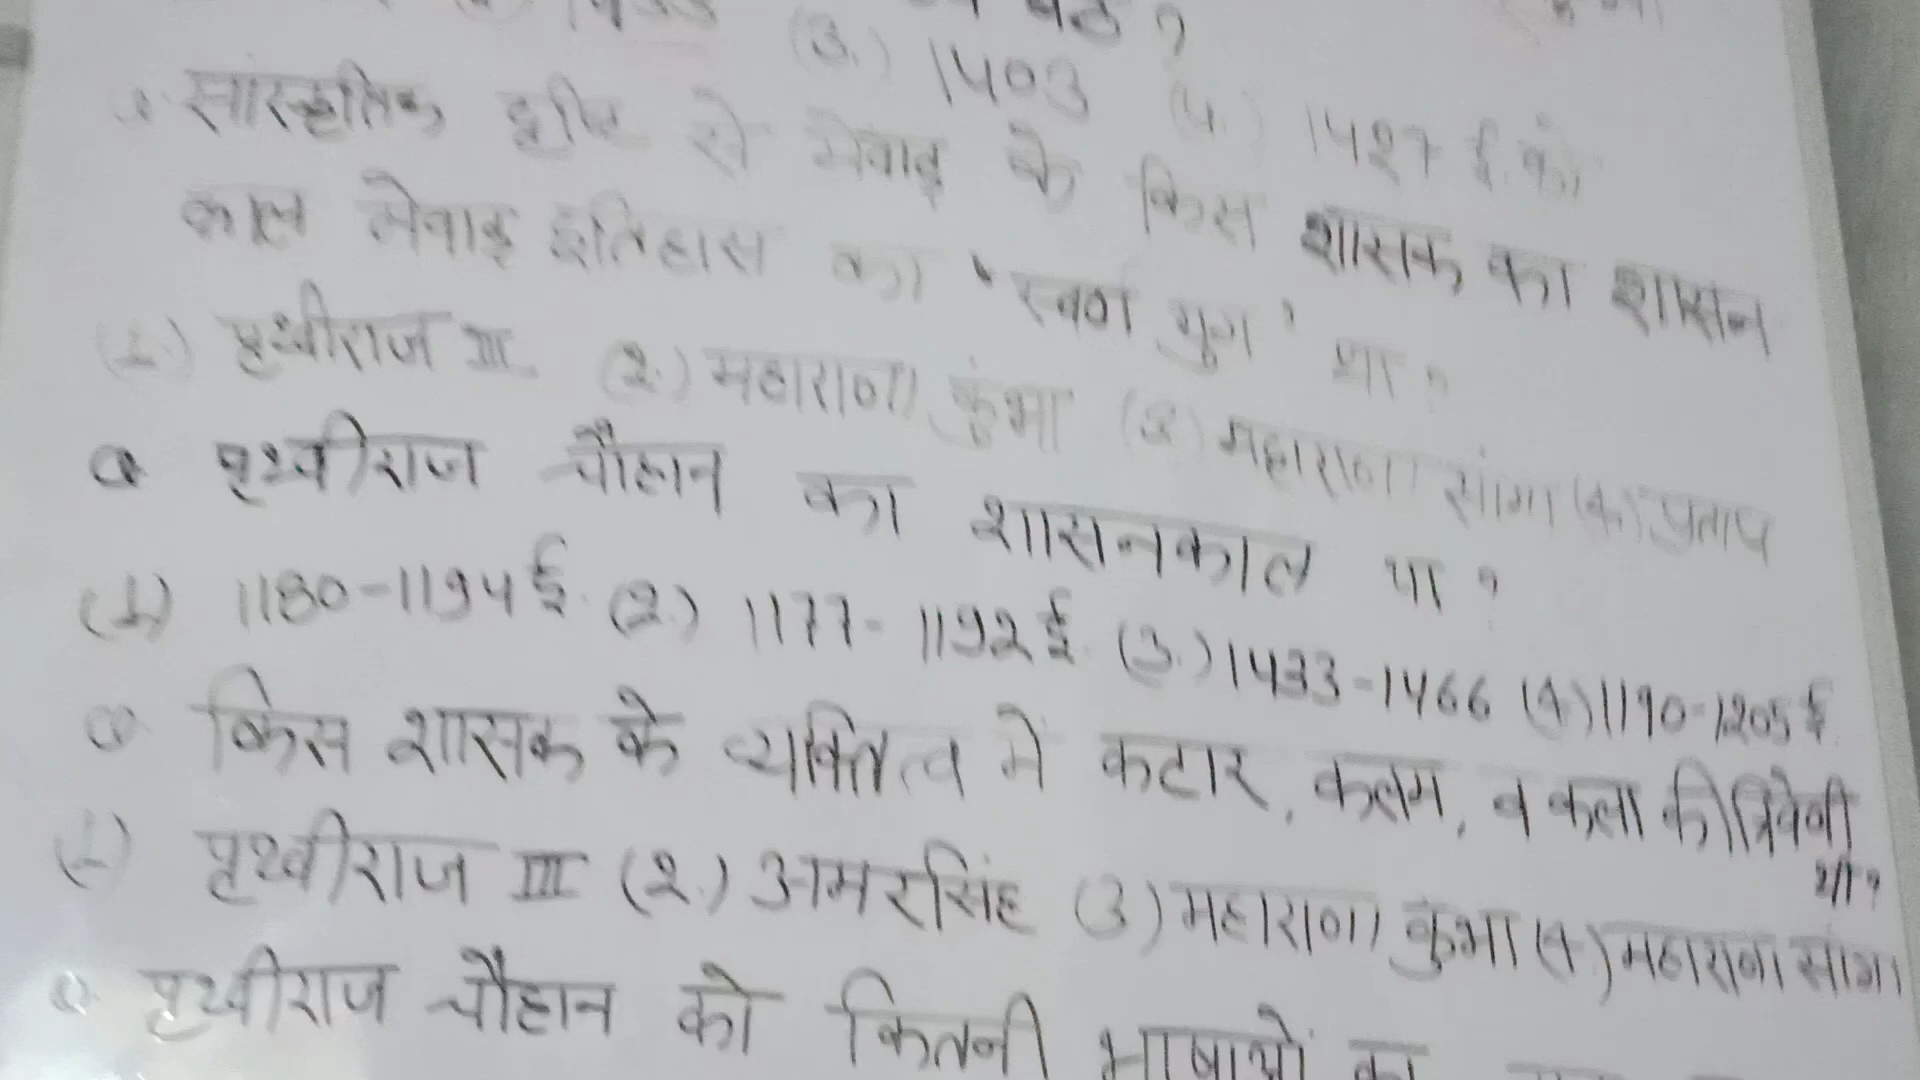 (3.) 1403 (4.) 1427 ई. को
सांस्कृतिक दृष्टि से मेवाड़ के किस शासक का शासन
काल मेवाड़ इतिहास का 'स्वर्ण युग' था?
(1.) पृथ्वीराज III (2.) महाराणा कुंभा (3) महाराणा सांगा (4) प्रताप
Q पृथ्वीराज चौहान का शासनकाल था?
(1) 1180-1194 ई. (2.) 1177-1192 ई. (3.) 1433-1466 (4) 1190-1205 ई.
Q. किस शासक के व्यक्तित्व में कटार, कलम, व कला की त्रिवेणी
थी?
(1) पृथ्वीराज III (2.) अमरसिंह (3) महाराणा कुंभा (4) महाराणा सांगा
Q. पृथ्वीराज चौहान को कितनी भाषाओं का